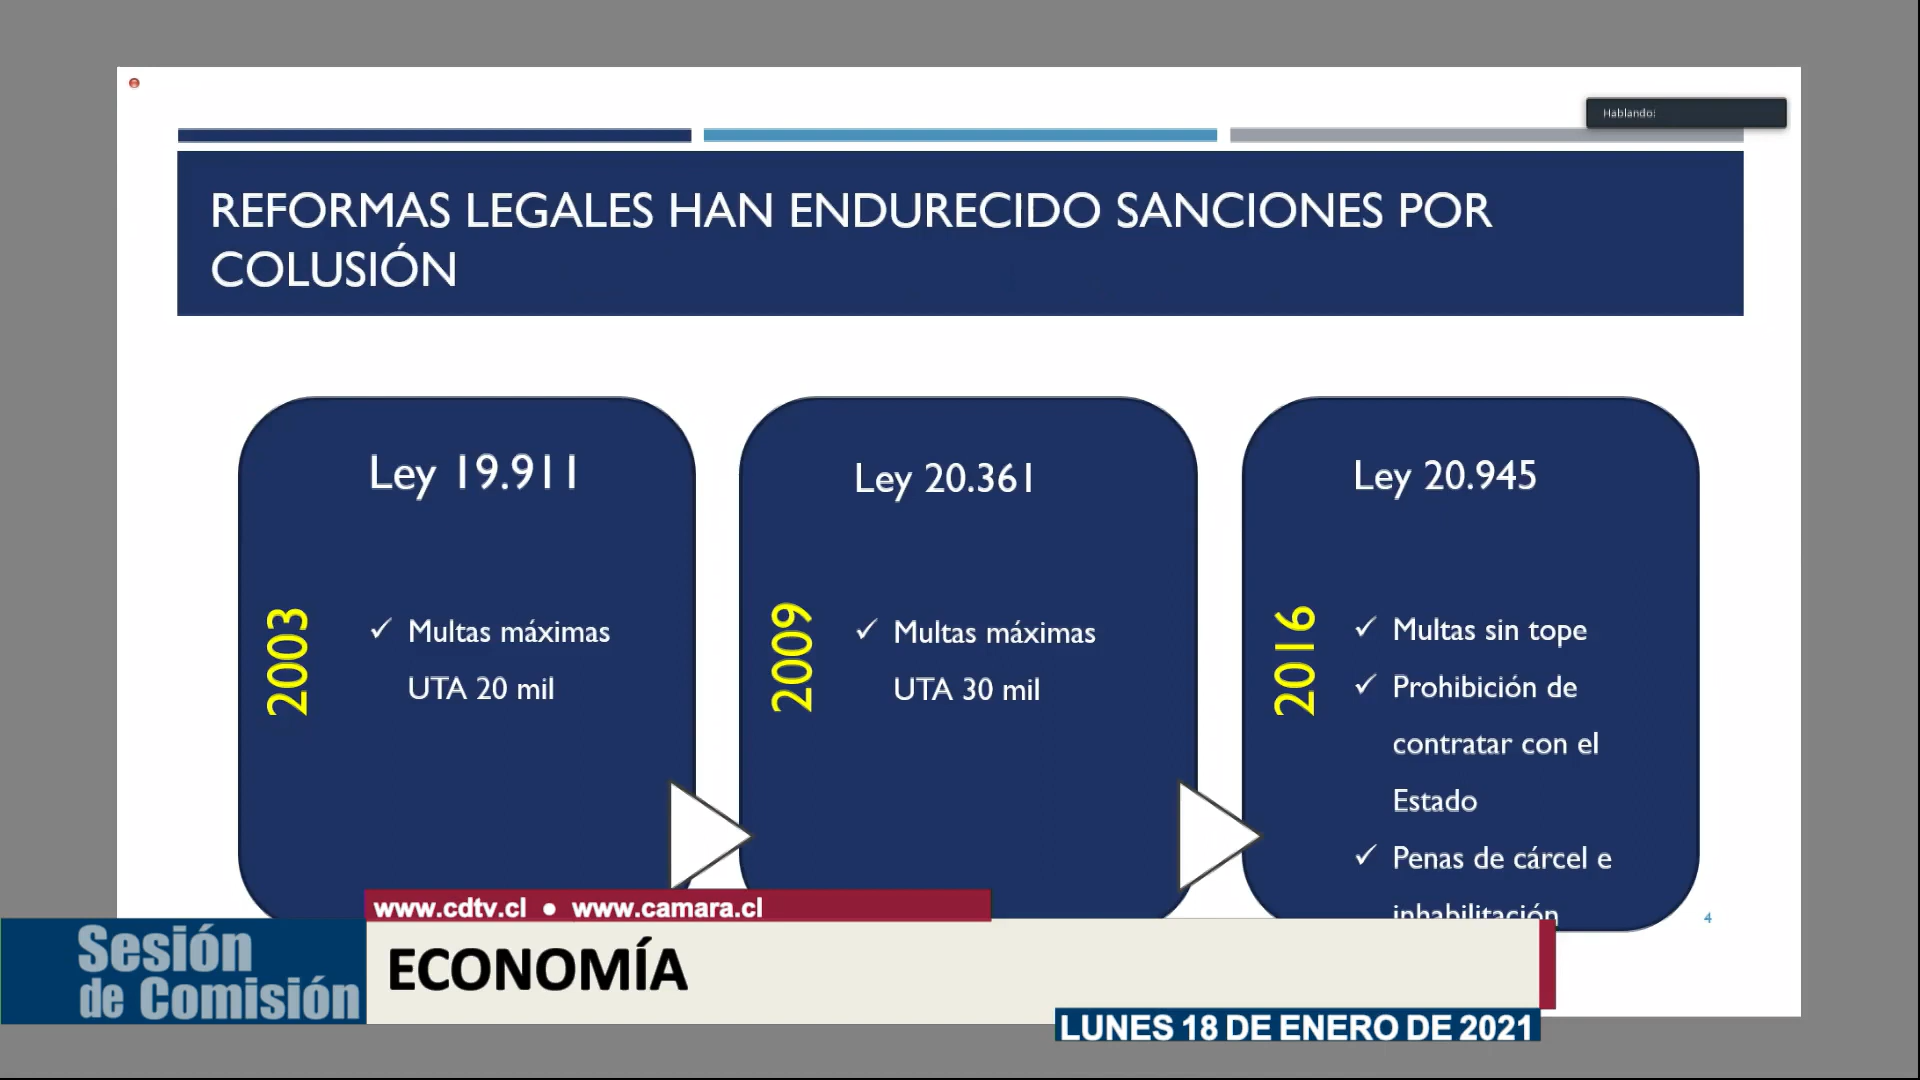 Hablando:
REFORMAS LEGALES HAN ENDURECIDO SANCIONES POR
COLUSIÓN
Ley 19.911
2003
✓ Multas máximas
UTA 20 mil
Ley 20.361
2009
✓ Multas máximas
UTA 30 mil
Ley 20.945
2016
✓ Multas sin tope
✓ Prohibición de
contratar con el
Estado
✓ Penas de cárcel e
inhabilitación
4
www.cdtv.cl ● www.camara.cl
Sesión
de Comisión
ECONOMÍA
LUNES 18 DE ENERO DE 2021